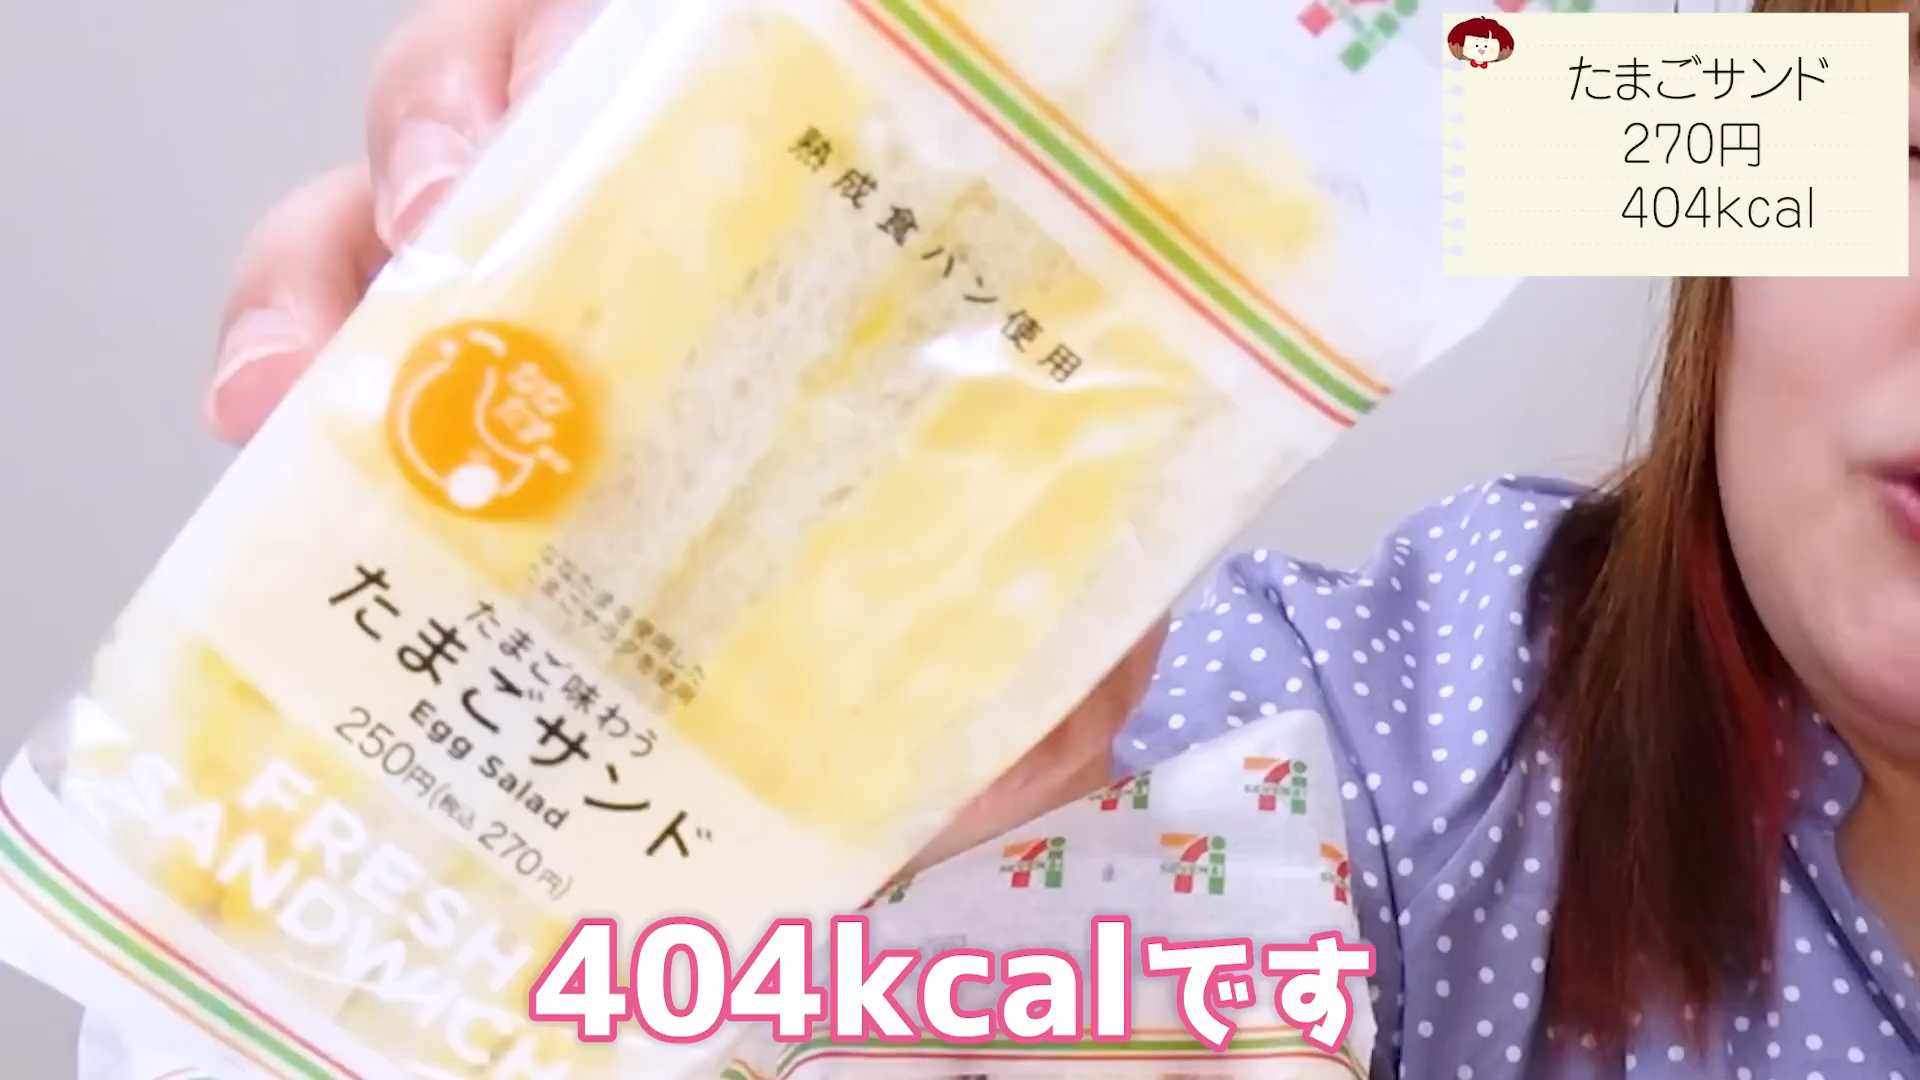 たまごサンド
270円
404kcal
熟成食パン使用
たまご味わう
たまごサンド
Egg Salad
250円(税込270円)
FRESH
SANDWICH
404kcalです